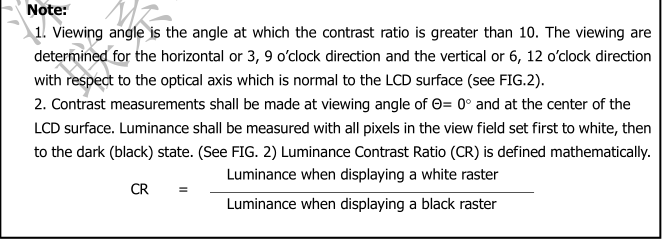 Note:
1. Viewing angle is the angle at which the contrast ratio is greater than 10. The viewing are
determined for the horizontal or 3, 9 o’clock direction and the vertical or 6, 12 o’clock direction
with respect to the optical axis which is normal to the LCD surface (see FIG.2).
2. Contrast measurements shall be made at viewing angle of Θ= 0° and at the center of the
LCD surface. Luminance shall be measured with all pixels in the view field set first to white, then
to the dark (black) state. (See FIG. 2) Luminance Contrast Ratio (CR) is defined mathematically.
Luminance when displaying a white raster
CR =
Luminance when displaying a black raster